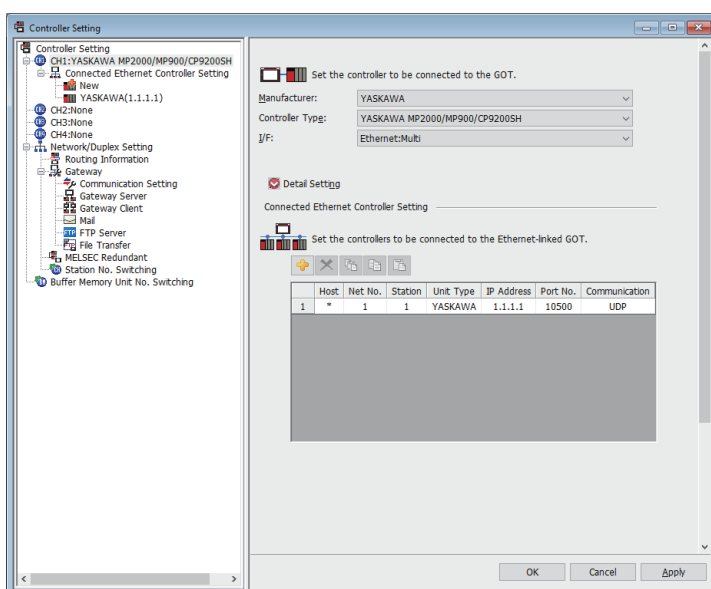 Controller Setting
Controller Setting
CH1:YASKAWA MP2000/MP900/CP9200SH
Connected Ethernet Controller Setting
New
YASKAWA(1.1.1.1)
CH2:None
CH3:None
CH4:None
Network/Duplex Setting
Routing Information
Gateway
Communication Setting
Gateway Server
Gateway Client
Mail
FTP Server
File Transfer
MELSEC Redundant
Station No. Switching
Buffer Memory Unit No. Switching
Set the controller to be connected to the GOT.
Manufacturer: YASKAWA
Controller Type: YASKAWA MP2000/MP900/CP9200SH
I/F: Ethernet:Multi
Detail Setting
Connected Ethernet Controller Setting
Set the controllers to be connected to the Ethernet-linked GOT.
Host Net No. Station Unit Type IP Address Port No. Communication
1 * 1 1 YASKAWA 1.1.1.1 10500 UDP
OK Cancel Apply